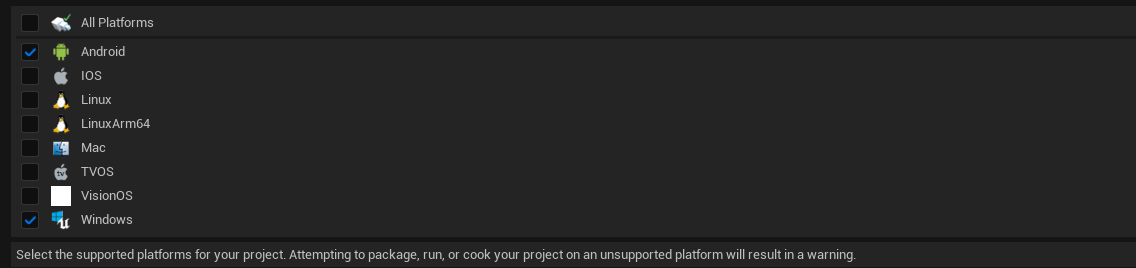 All Platforms
Android
IOS
Linux
LinuxArm64
Mac
TVOS
VisionOS
Windows
Select the supported platforms for your project. Attempting to package, run, or cook your project on an unsupported platform will result in a warning.